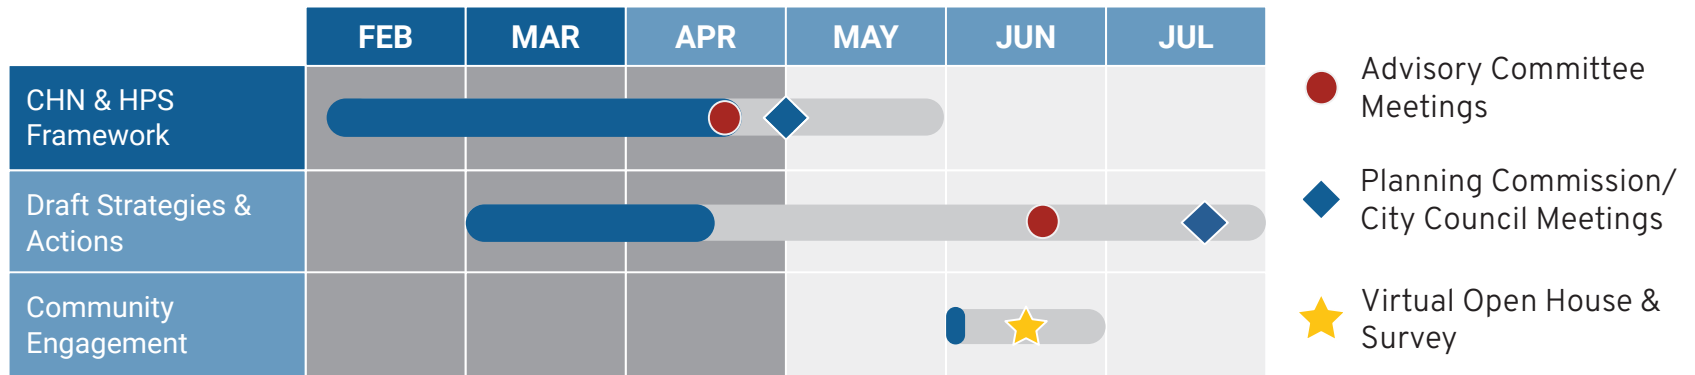 FEB MAR APR MAY JUN JUL
CHN & HPS
Framework
Draft Strategies &
Actions
Community
Engagement
Advisory Committee
Meetings
Planning Commission/
City Council Meetings
Virtual Open House &
Survey